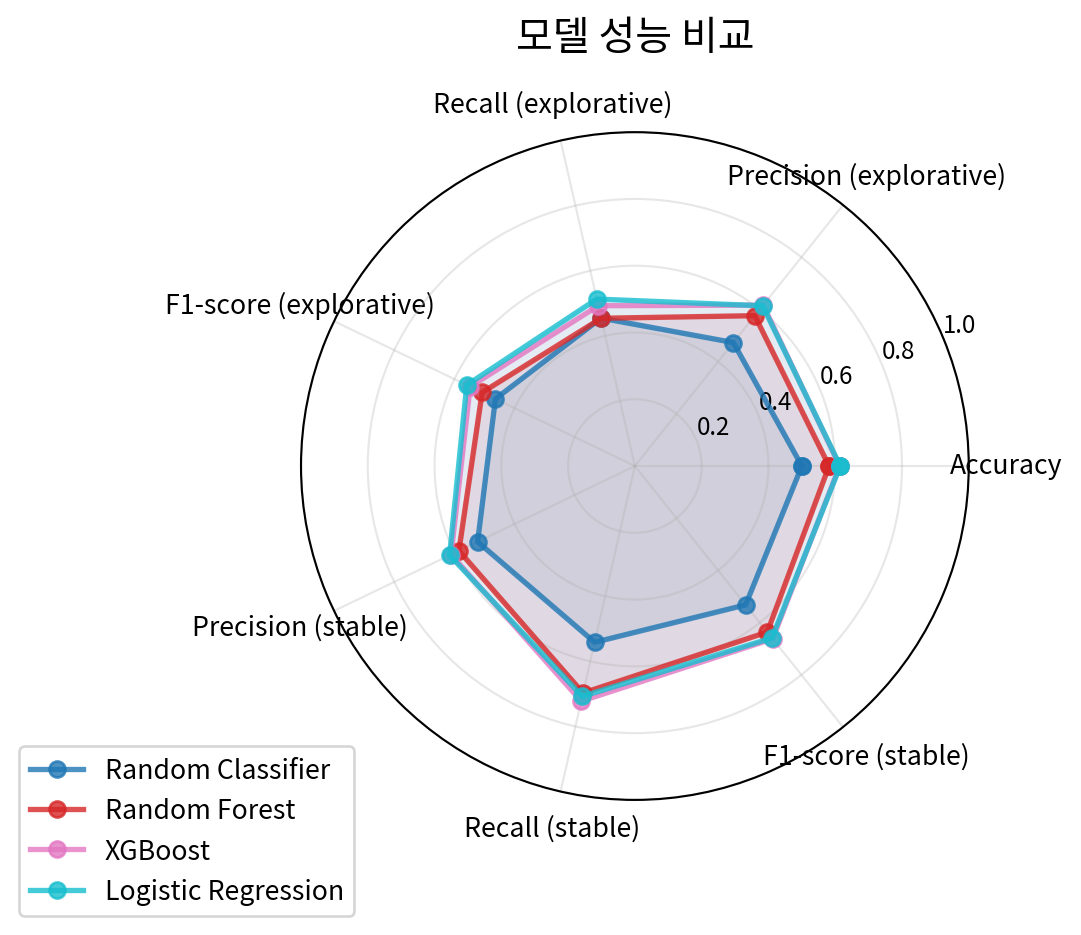 모델 성능 비교
Recall (explorative)
Precision (explorative)
F1-score (explorative)
1.0
0.8
0.6
0.4
0.2
Accuracy
Precision (stable)
F1-score (stable)
Recall (stable)
Random Classifier
Random Forest
XGBoost
Logistic Regression